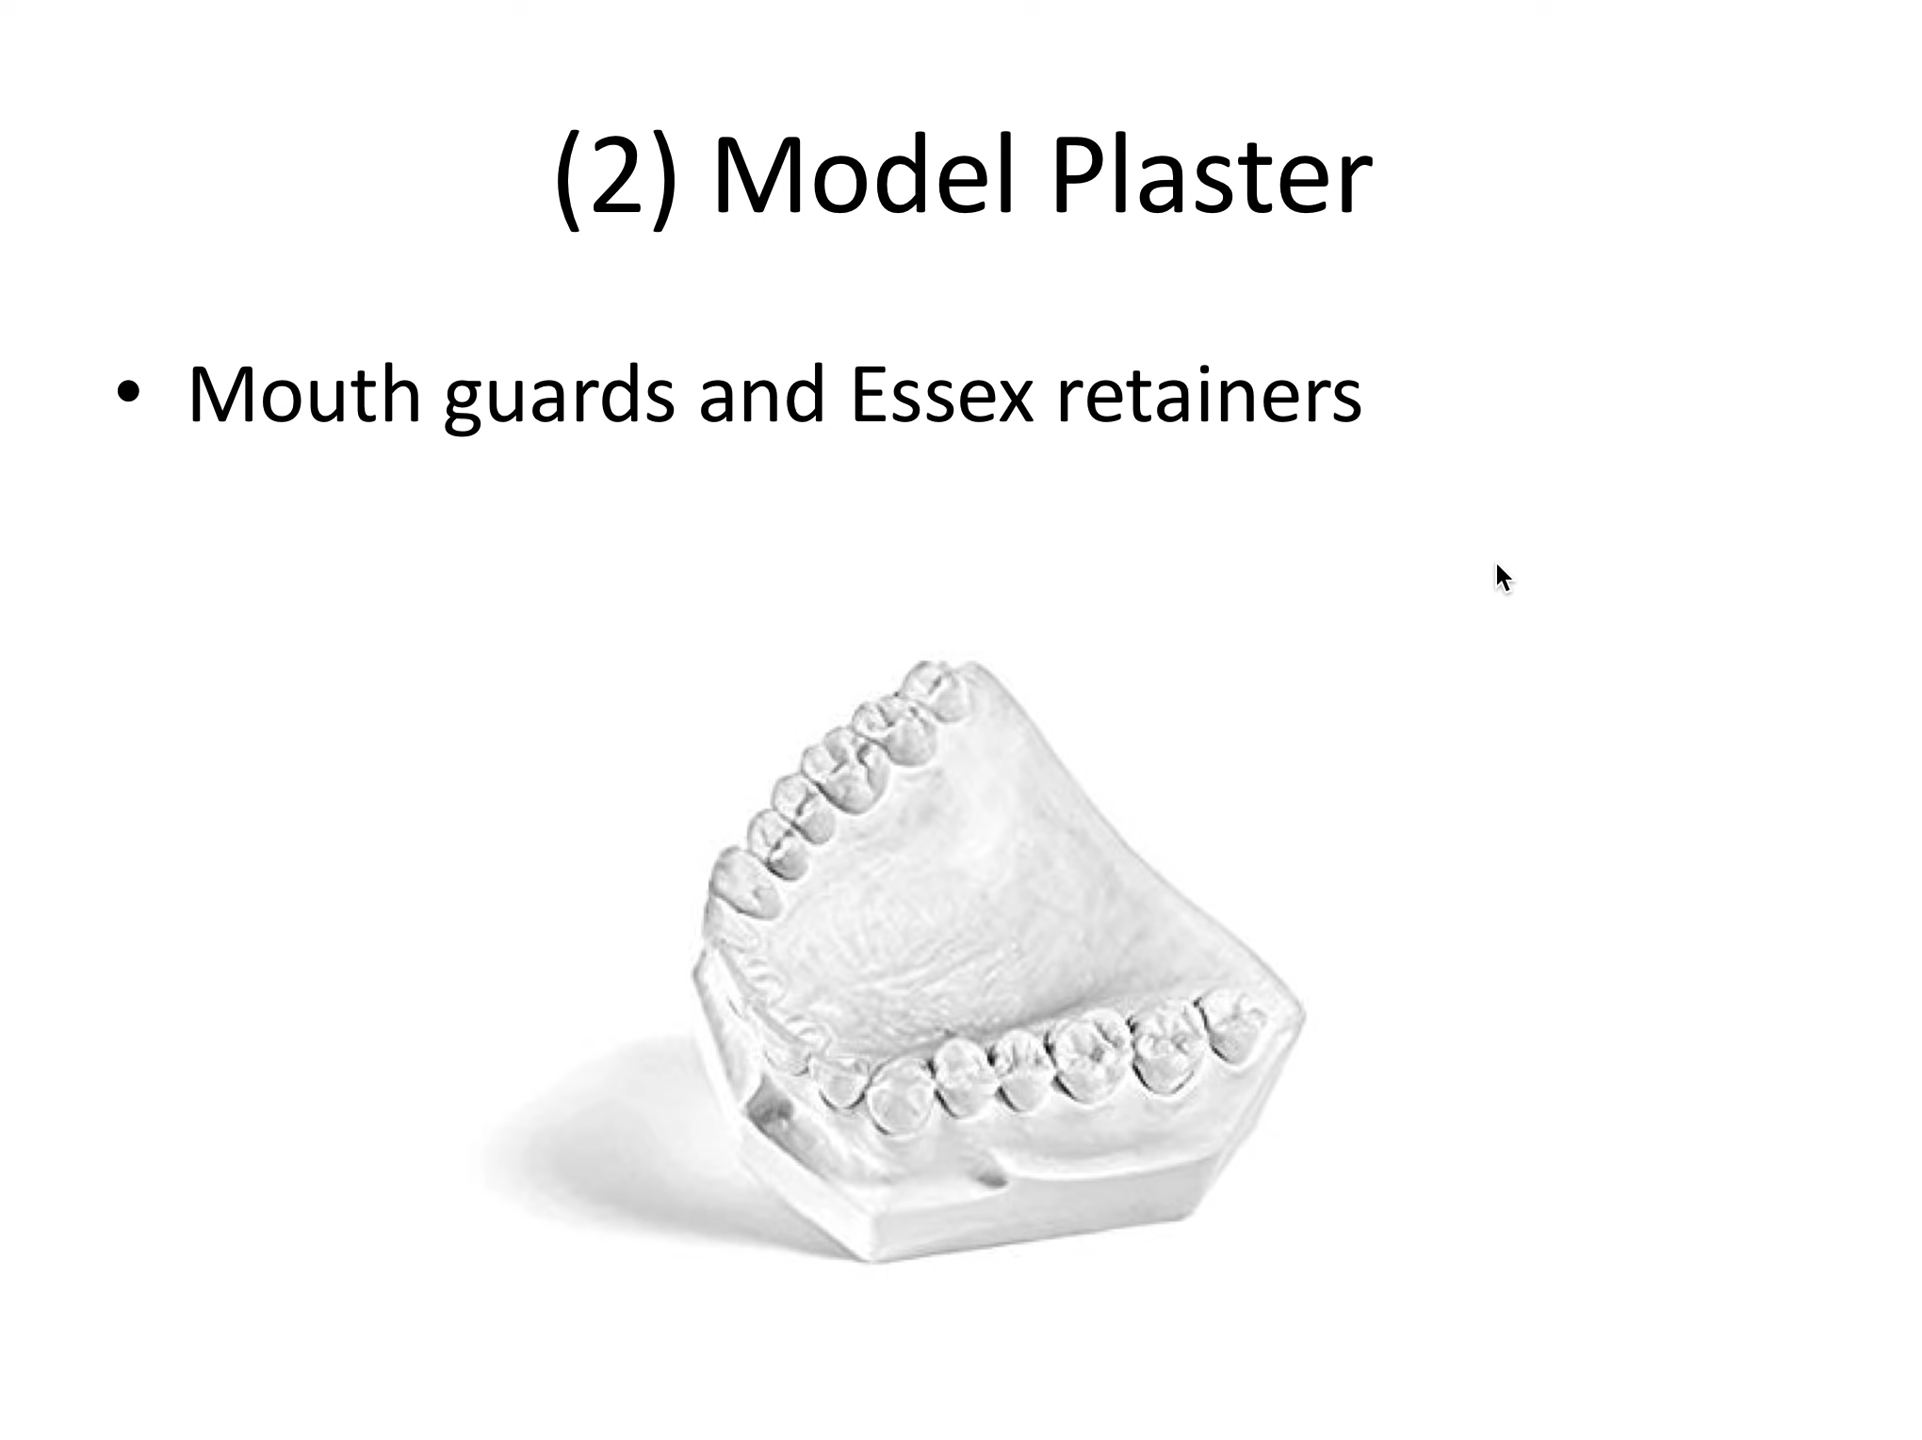 (2) Model Plaster
• Mouth guards and Essex retainers